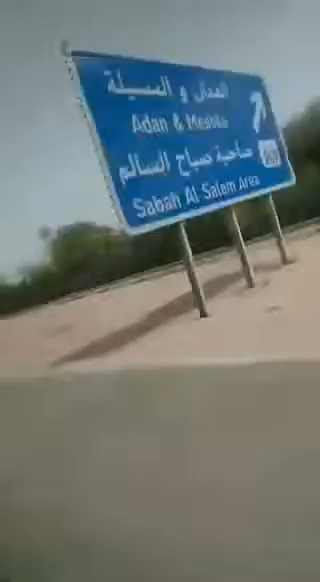 العدان و المسيلة
Adan & Messila
ضاحية صباح السالم
Sabah Al Salem Area